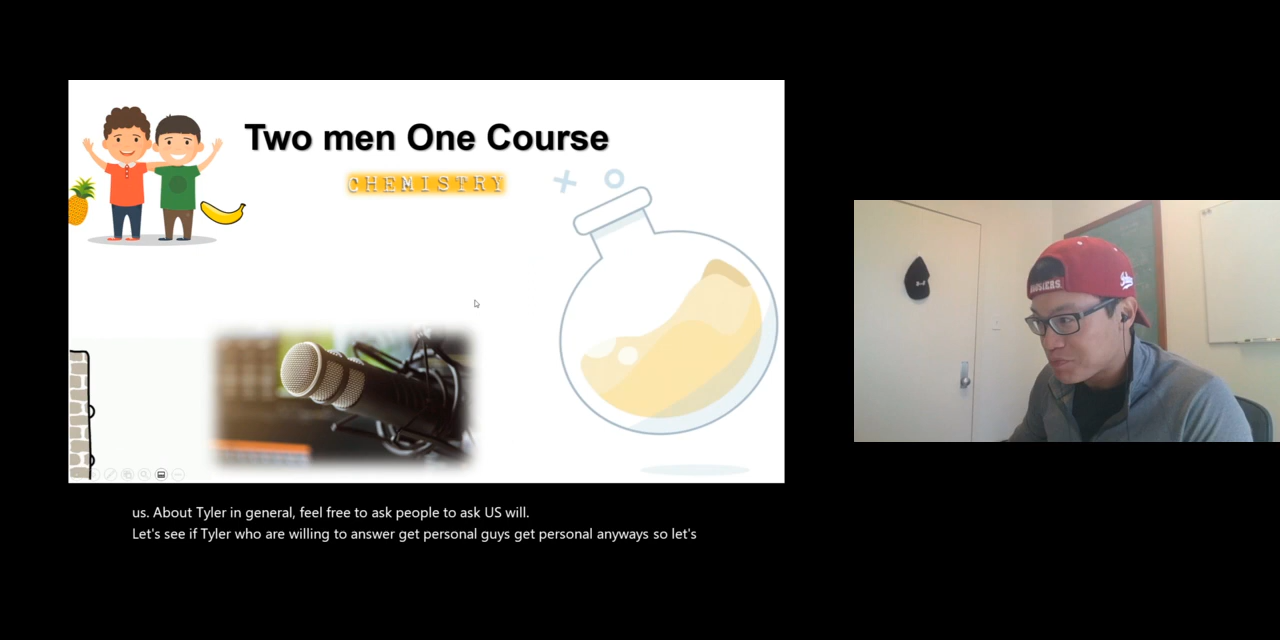 Two men One Course
CHEMISTRY
us. About Tyler in general, feel free to ask people to ask US will.
Let's see if Tyler who are willing to answer get personal guys get personal anyways so let's